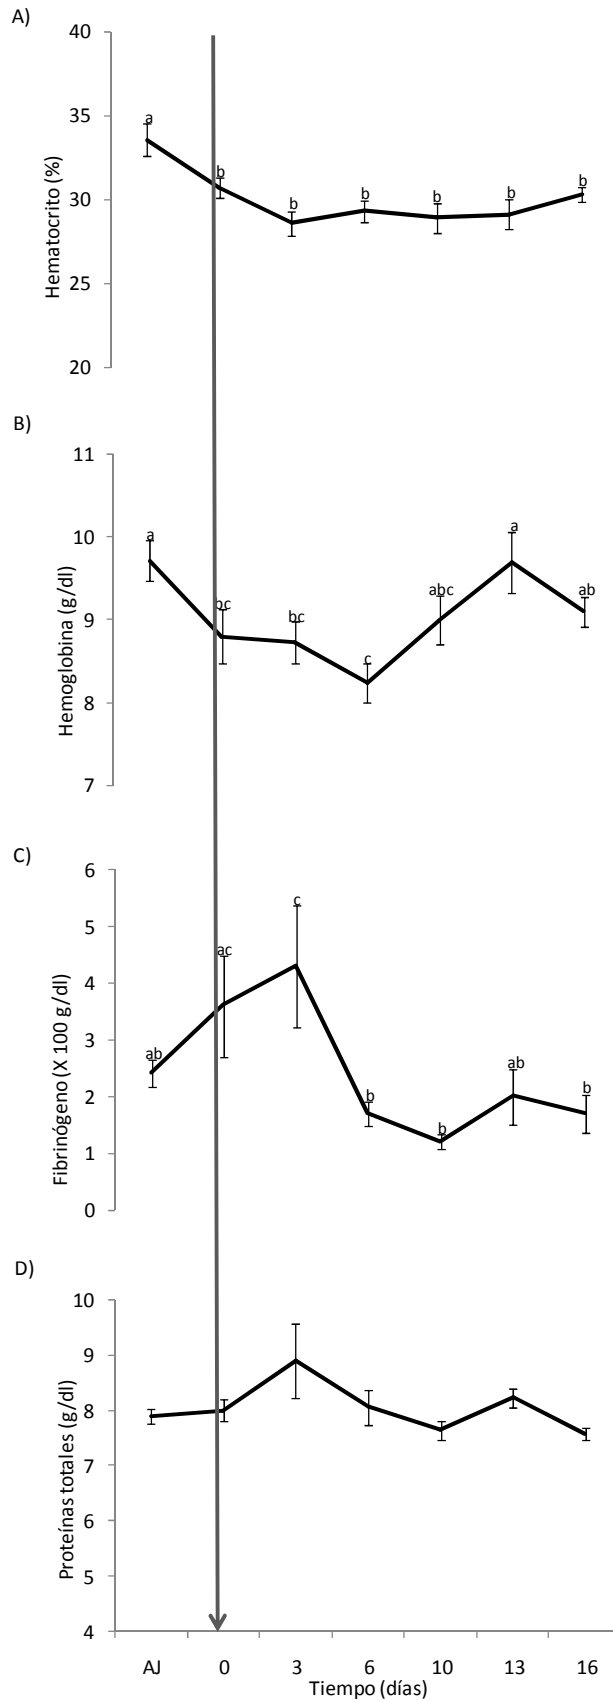 A)
40
35
30
25
20
Hematocrito (%)
a
b
b
b
b
b
b
B)
11
10
9
8
7
Hemoglobina (g/dl)
a
bc
bc
c
abc
a
ab
C)
6
5
4
3
2
1
0
Fibrinógeno (X 100 g/dl)
ab
ac
c
b
b
ab
b
D)
10
9
8
7
6
5
4
Proteínas totales (g/dl)
AJ 0 3 6 10 13 16
Tiempo (días)